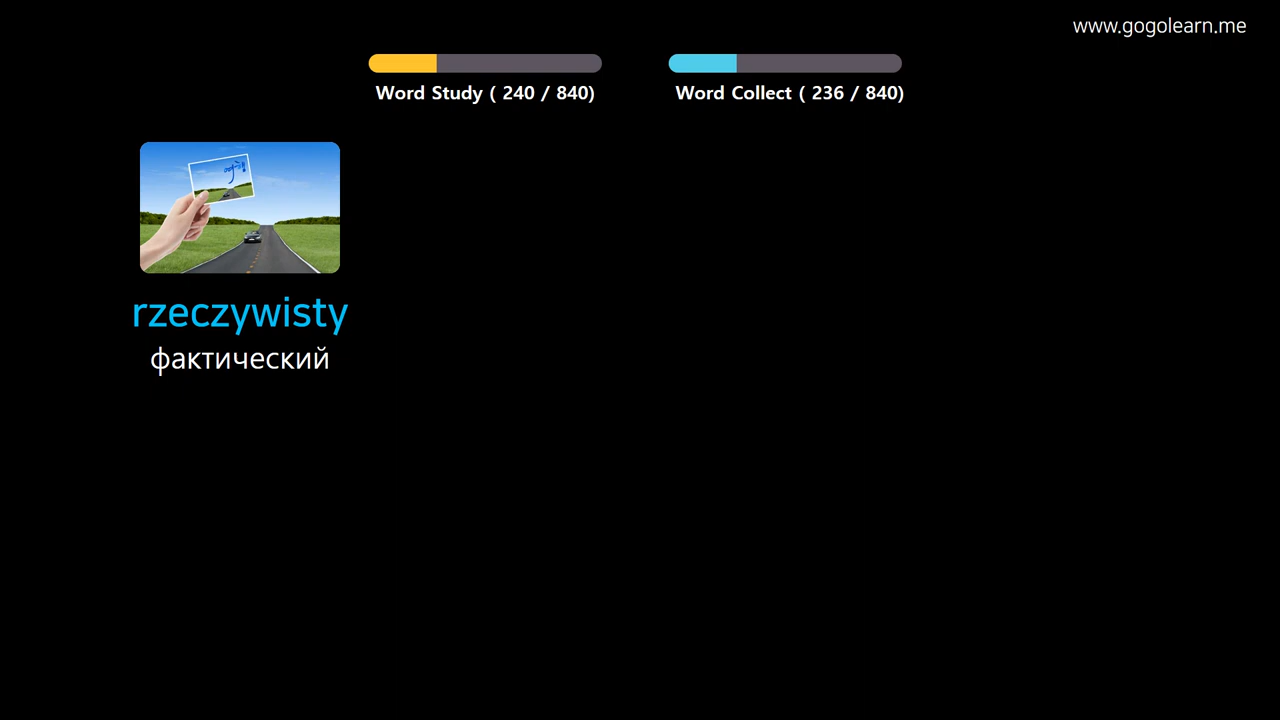 www.gogolearn.me
Word Study ( 240 / 840)
Word Collect ( 236 / 840)
rzeczywisty
фактический